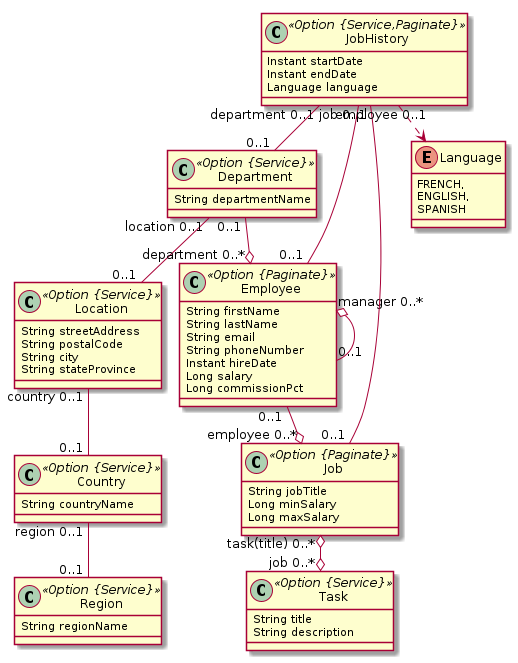 C «Option {Service,Paginate}»
JobHistory
Instant startDate
Instant endDate
Language language
department 0..1
job 0..1
employee 0..1
0..1
C «Option {Service}»
Department
String departmentName
E Language
FRENCH,
ENGLISH,
SPANISH
location 0..1
0..1
department 0..*
0..1
0..1
C «Option {Service}»
Location
String streetAddress
String postalCode
String city
String stateProvince
C «Option {Paginate}»
Employee
String firstName
String lastName
String email
String phoneNumber
Instant hireDate
Long salary
Long commissionPct
manager 0..*
0..1
country 0..1
0..1
0..1
employee 0..*
0..1
C «Option {Service}»
Country
String countryName
C «Option {Paginate}»
Job
String jobTitle
Long minSalary
Long maxSalary
region 0..1
0..1
task(title) 0..*
job 0..*
C «Option {Service}»
Region
String regionName
C «Option {Service}»
Task
String title
String description